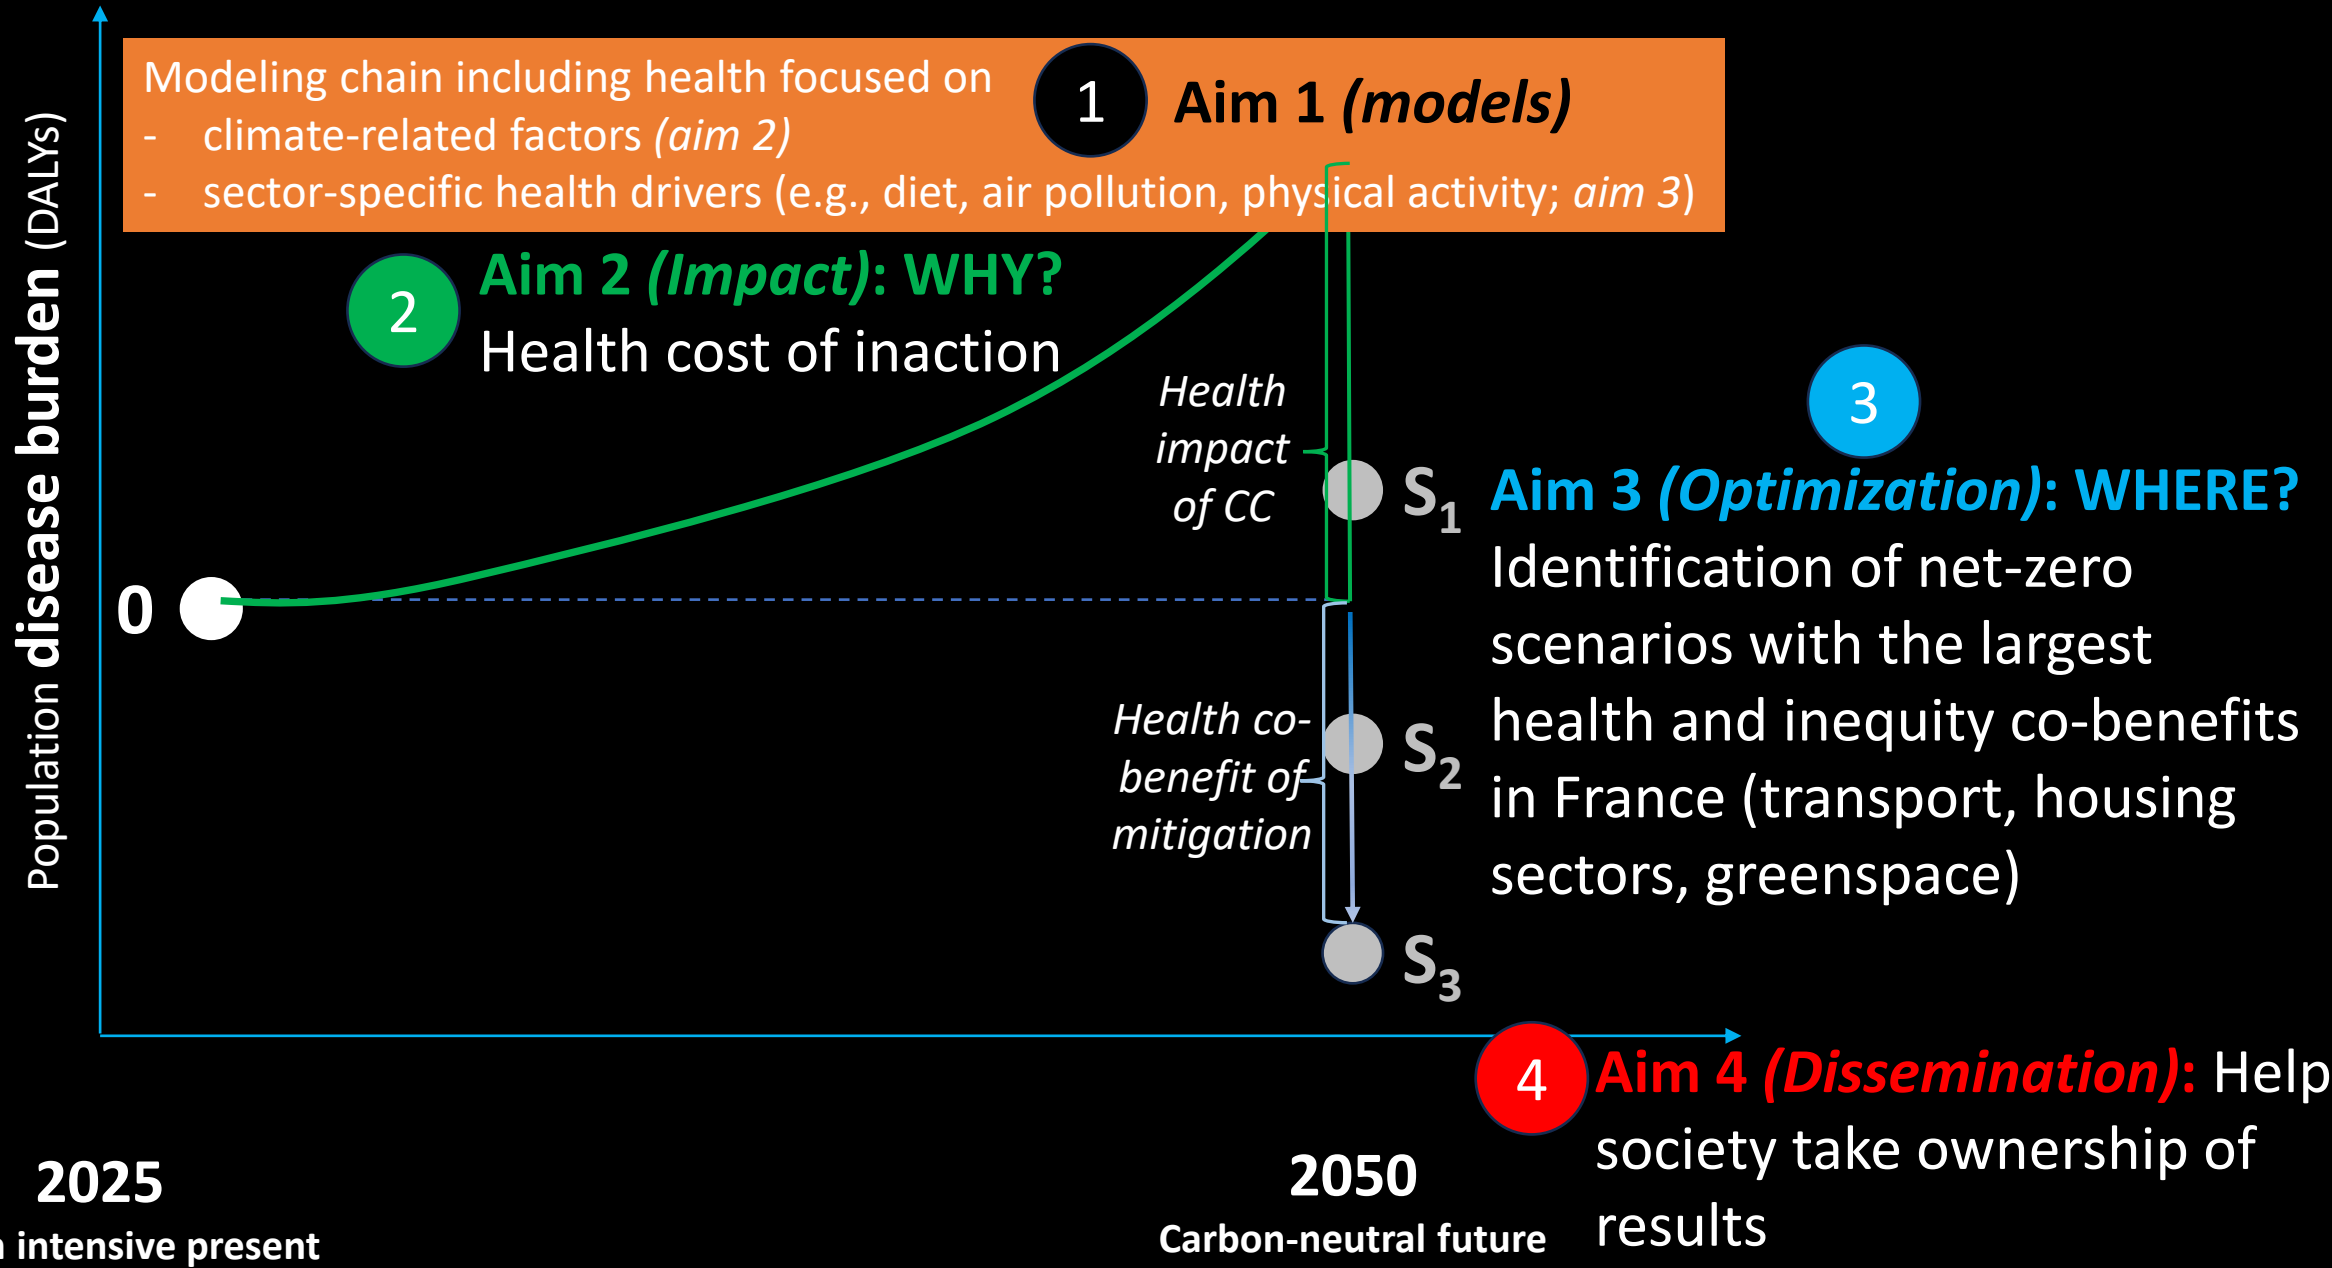 Modeling chain including health focused on
- climate-related factors (aim 2)
- sector-specific health drivers (e.g., diet, air pollution, physical activity; aim 3)
1
Aim 1 (models)
Population disease burden (DALYs)
2
Aim 2 (Impact): WHY?
Health cost of inaction
Health
impact
of CC
3
S1
Aim 3 (Optimization): WHERE?
Identification of net-zero
scenarios with the largest
health and inequity co-benefits
in France (transport, housing
sectors, greenspace)
0
Health co-
benefit of
mitigation
S2
S3
4
Aim 4 (Dissemination): Help
society take ownership of
results
2025
intensive present
2050
Carbon-neutral future